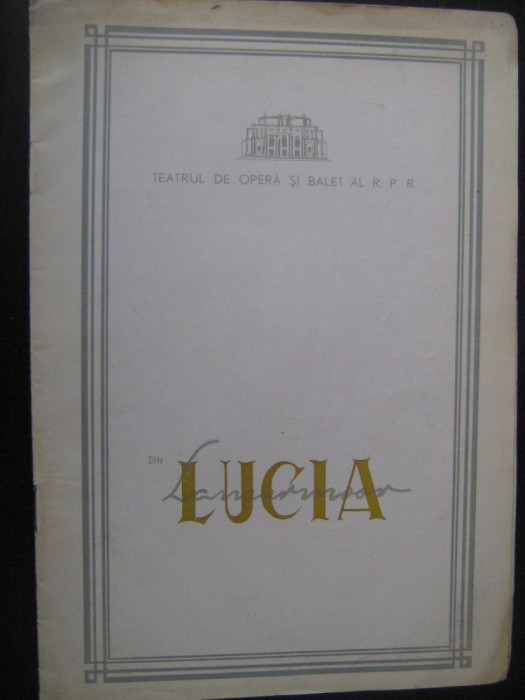 TEATRUL DE OPERĂ ȘI BALET AL R. P. R.
LUCIA
DIN Lammermoor